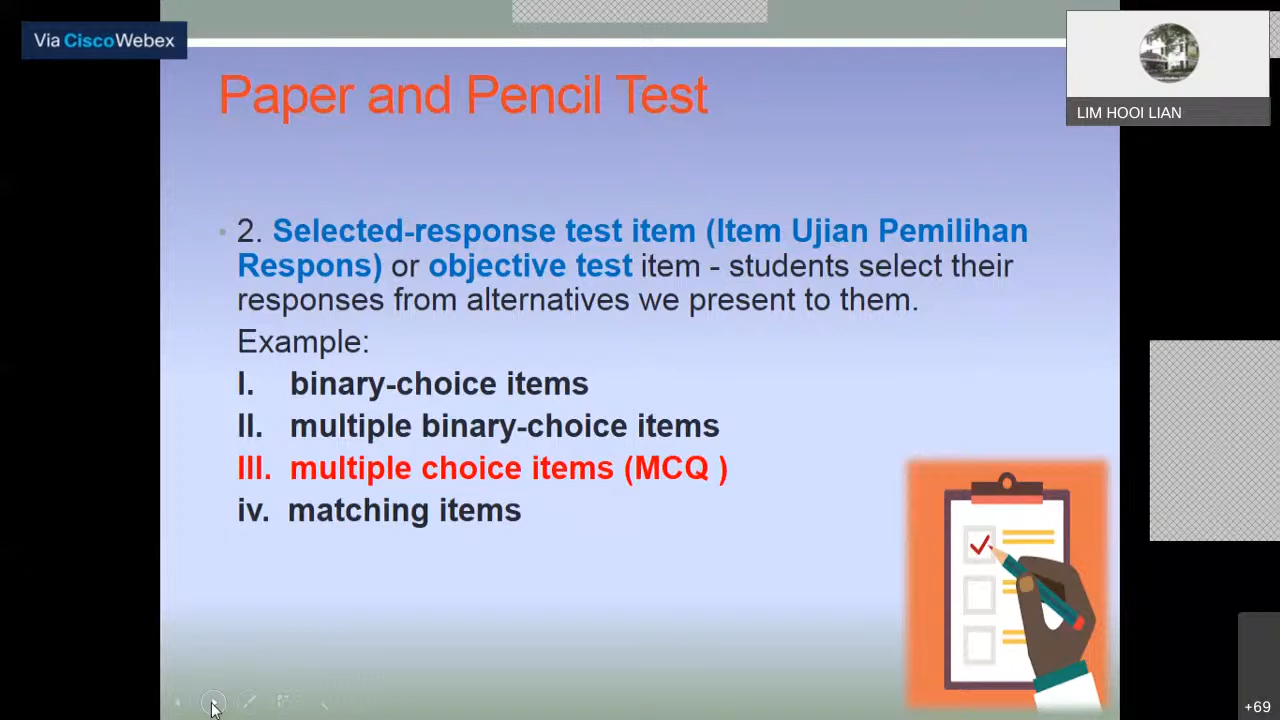 Via CiscoWebex
LIM HOOI LIAN
Paper and Pencil Test
• 2. Selected-response test item (Item Ujian Pemilihan
Respons) or objective test item - students select their
responses from alternatives we present to them.
Example:
I. binary-choice items
II. multiple binary-choice items
III. multiple choice items (MCQ )
iv. matching items
+69